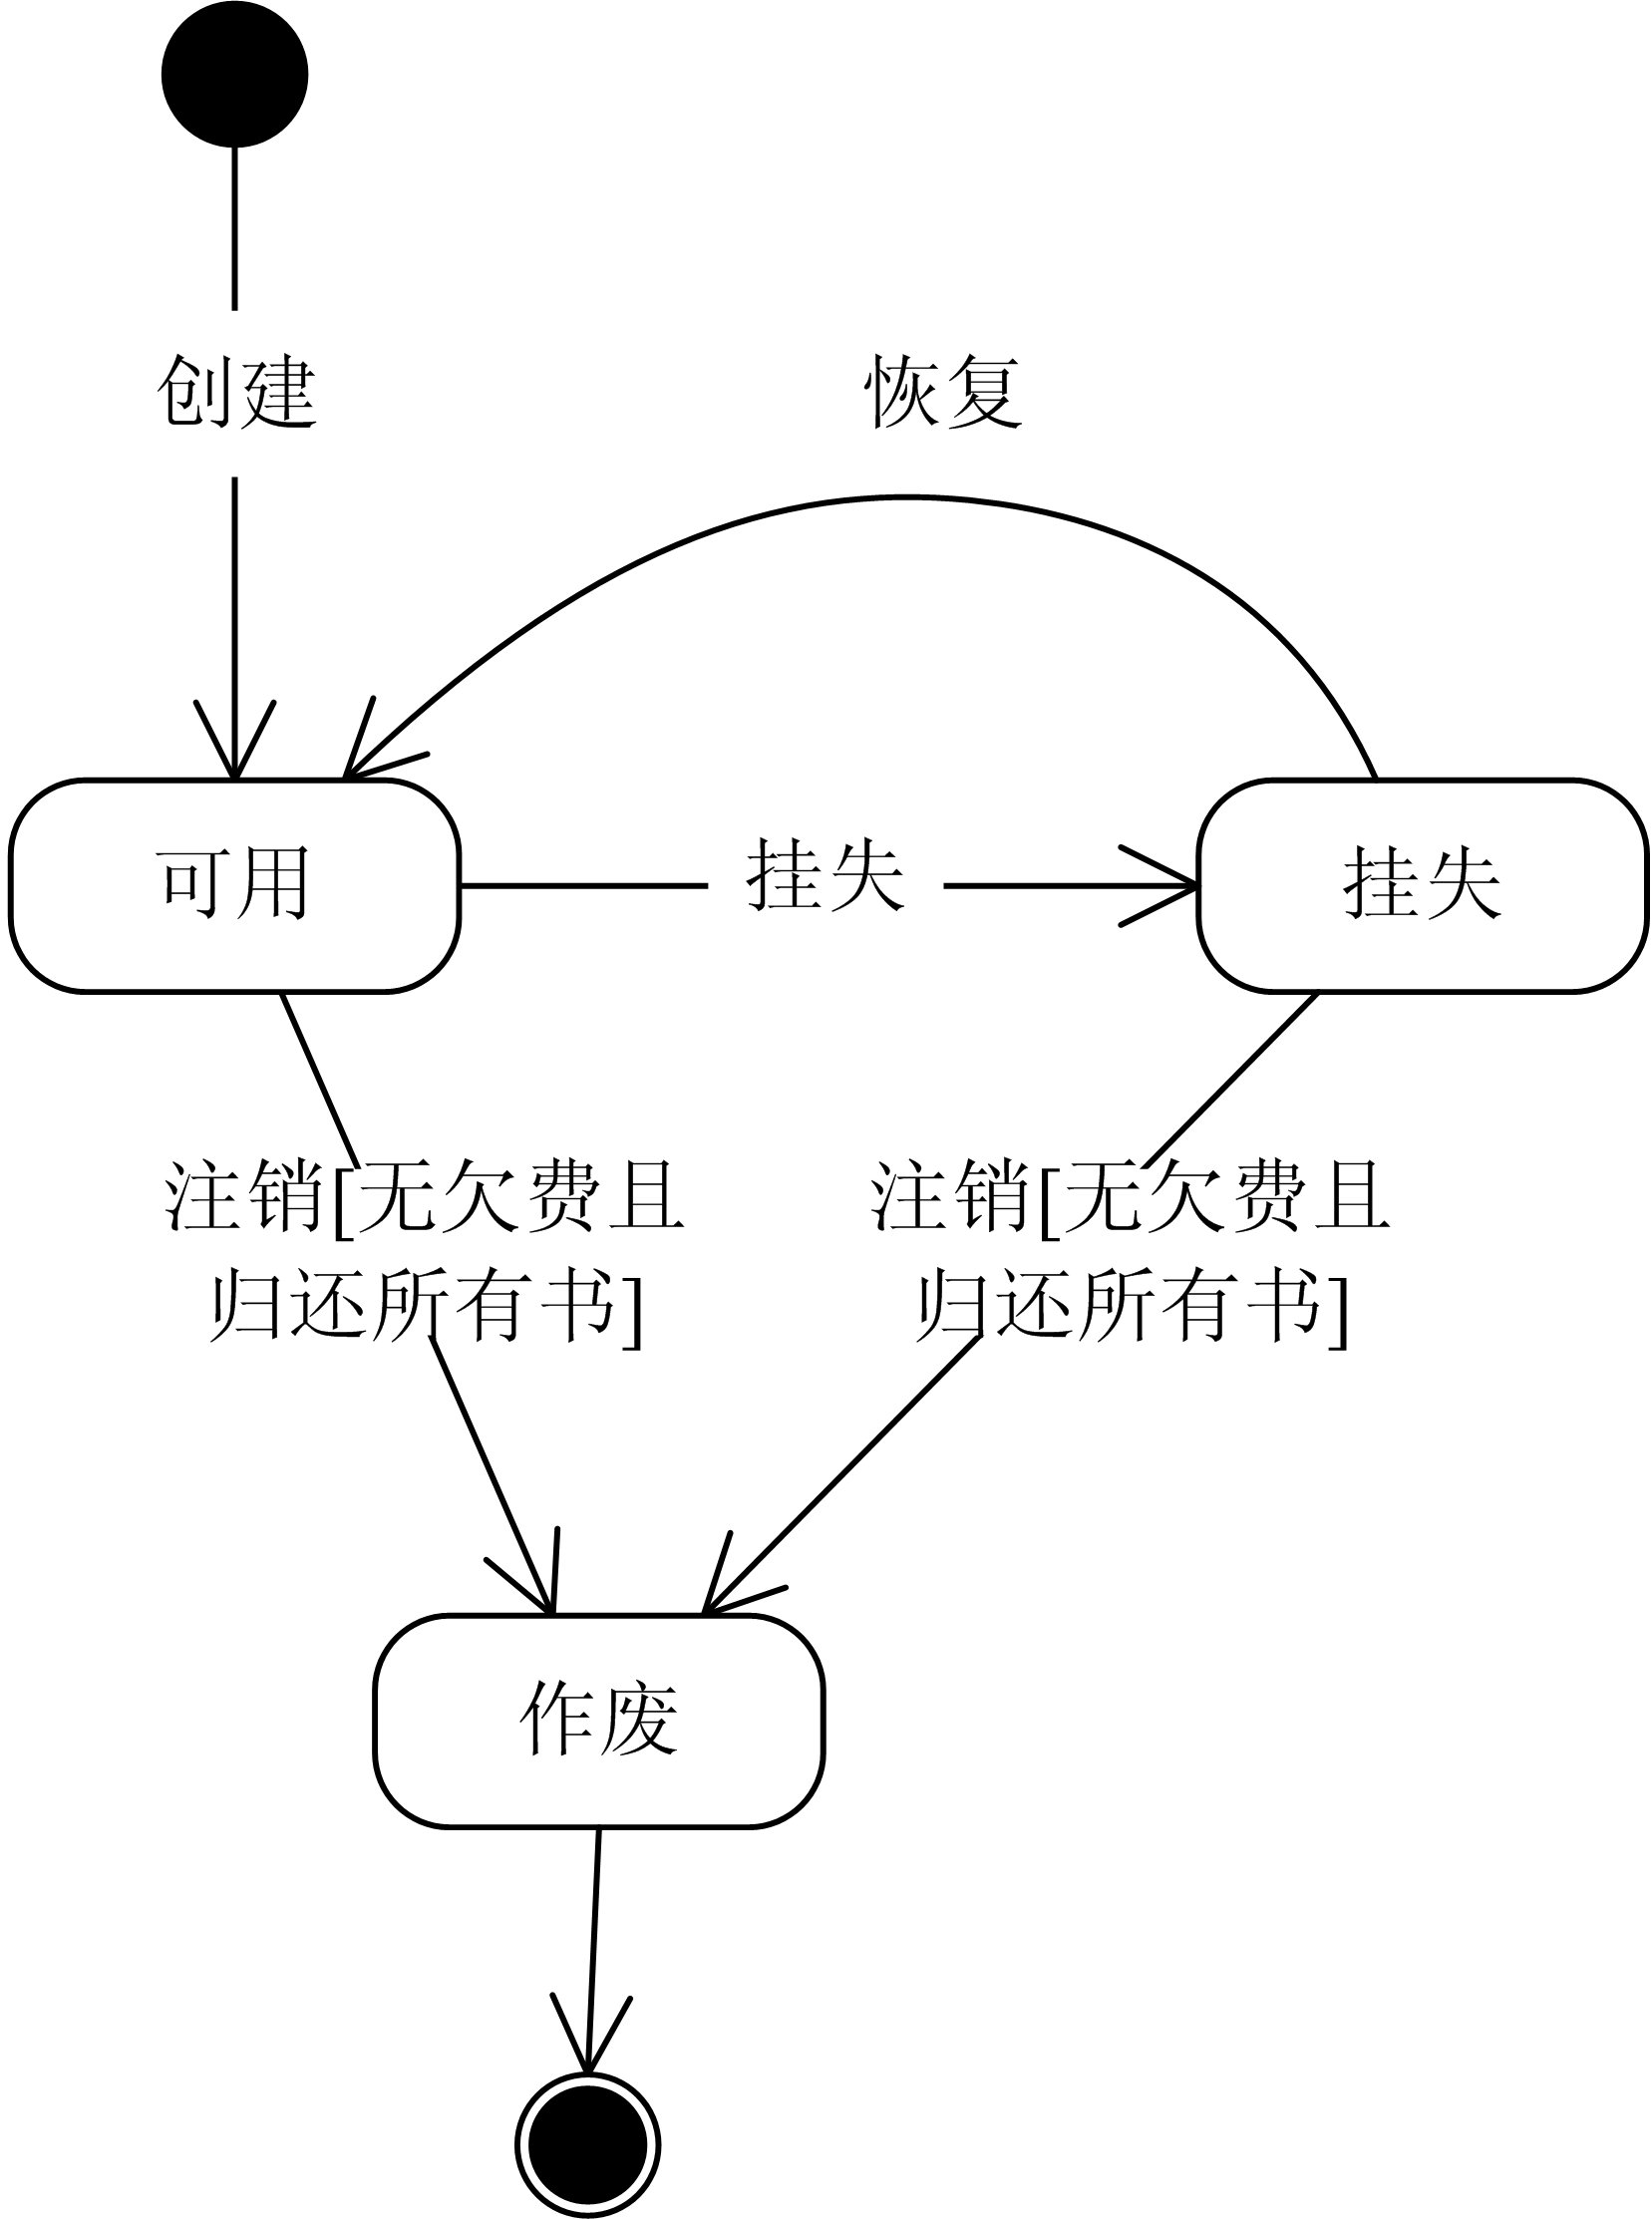 创建
恢复
可用
挂失
挂失
注销[无欠费且
归还所有书]
注销[无欠费且
归还所有书]
作废